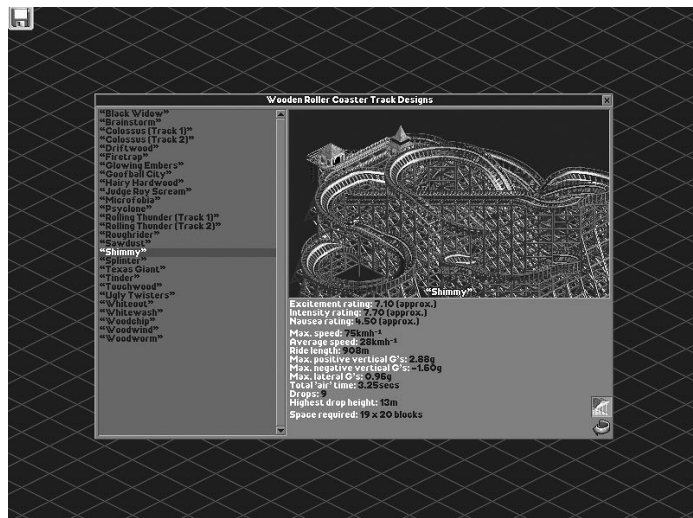 Wooden Roller Coaster Track Designs
"Black Widow"
"Brainstorm"
"Colossus (Track 1)"
"Colossus (Track 2)"
"Driftwood"
"Firetrap"
"Glowing Embers"
"Goofball City"
"Hairy Hardwood"
"Judge Roy Scream"
"Microfobia"
"Psyclone"
"Rolling Thunder (Track 1)"
"Rolling Thunder (Track 2)"
"Roughrider"
"Sawdust"
"Shimmy"
"Splinter"
"Texas Giant"
"Tinder"
"Touchwood"
"Ugly Twisters"
"Whiteout"
"Whitewash"
"Woodchip"
"Woodwind"
"Woodworm"
"Shimmy"
Excitement rating: 7.10 (approx.)
Intensity rating: 7.70 (approx.)
Nausea rating: 4.50 (approx.)
Max. speed: 75kmh⁻¹
Average speed: 28kmh⁻¹
Ride length: 908m
Max. positive vertical G's: 2.88g
Max. negative vertical G's: -1.60g
Max. lateral G's: 0.96g
Total 'air' time: 3.25secs
Drops: 9
Highest drop height: 13m
Space required: 19 x 20 blocks